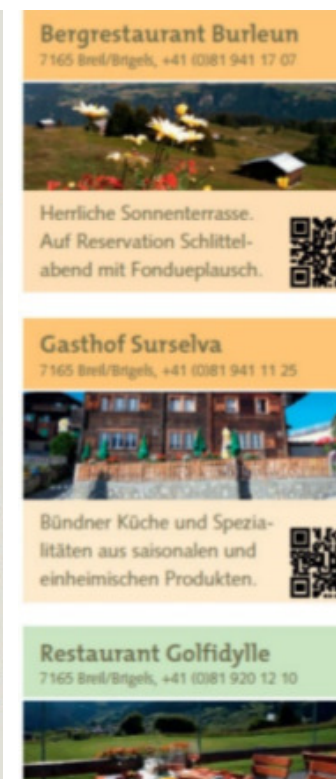 Bergrestaurant Burleun
7165 Breil/Brigels, +41 (0)81 941 17 07
Herrliche Sonnenterrasse.
Auf Reservation Schlittel-
abend mit Fondueplausch.
Gasthof Surselva
7165 Breil/Brigels, +41 (0)81 941 11 25
Bündner Küche und Spezia-
litäten aus saisonalen und
einheimischen Produkten.
Restaurant Golfidylle
7165 Breil/Brigels, +41 (0)81 920 12 10